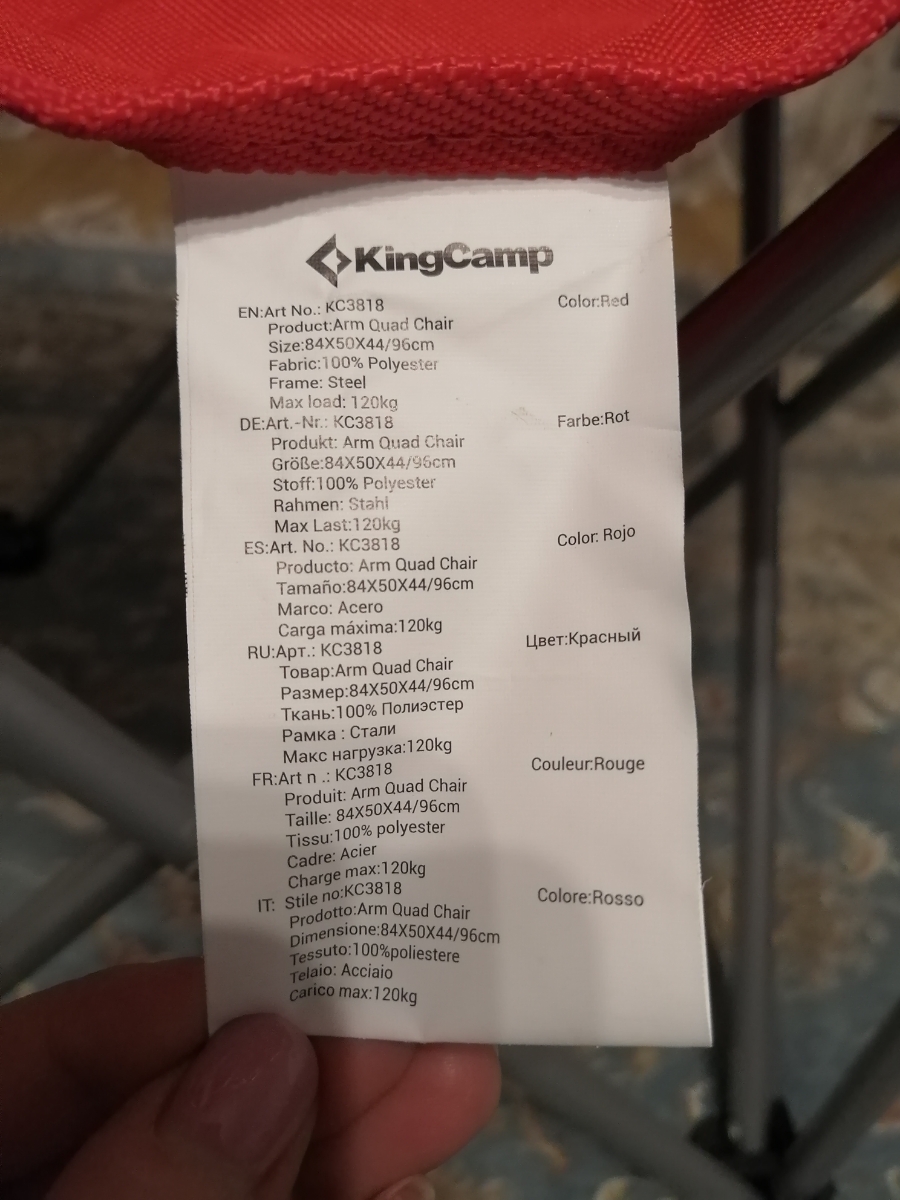 KingCamp
EN:Art No.: KC3818 Color:Red
Product:Arm Quad Chair
Size:84X50X44/96cm
Fabric:100% Polyester
Frame: Steel
Max load: 120kg
DE:Art.-Nr.: KC3818 Farbe:Rot
Produkt: Arm Quad Chair
Größe:84X50X44/96cm
Stoff:100% Polyester
Rahmen: Stahl
Max Last:120kg
ES:Art. No.: KC3818 Color: Rojo
Producto: Arm Quad Chair
Tamaño:84X50X44/96cm
Marco: Acero
Carga máxima:120kg
RU:Арт.: KC3818 Цвет:Красный
Товар:Arm Quad Chair
Размер:84X50X44/96cm
Ткань:100% Полиэстер
Рамка : Стали
Макс нагрузка:120kg
FR:Art n .: KC3818 Couleur:Rouge
Produit: Arm Quad Chair
Taille: 84X50X44/96cm
Tissu:100% polyester
Cadre: Acier
Charge max:120kg
IT: Stile no:KC3818 Colore:Rosso
Prodotto:Arm Quad Chair
Dimensione:84X50X44/96cm
Tessuto:100%poliestere
Telaio: Acciaio
Carico max:120kg